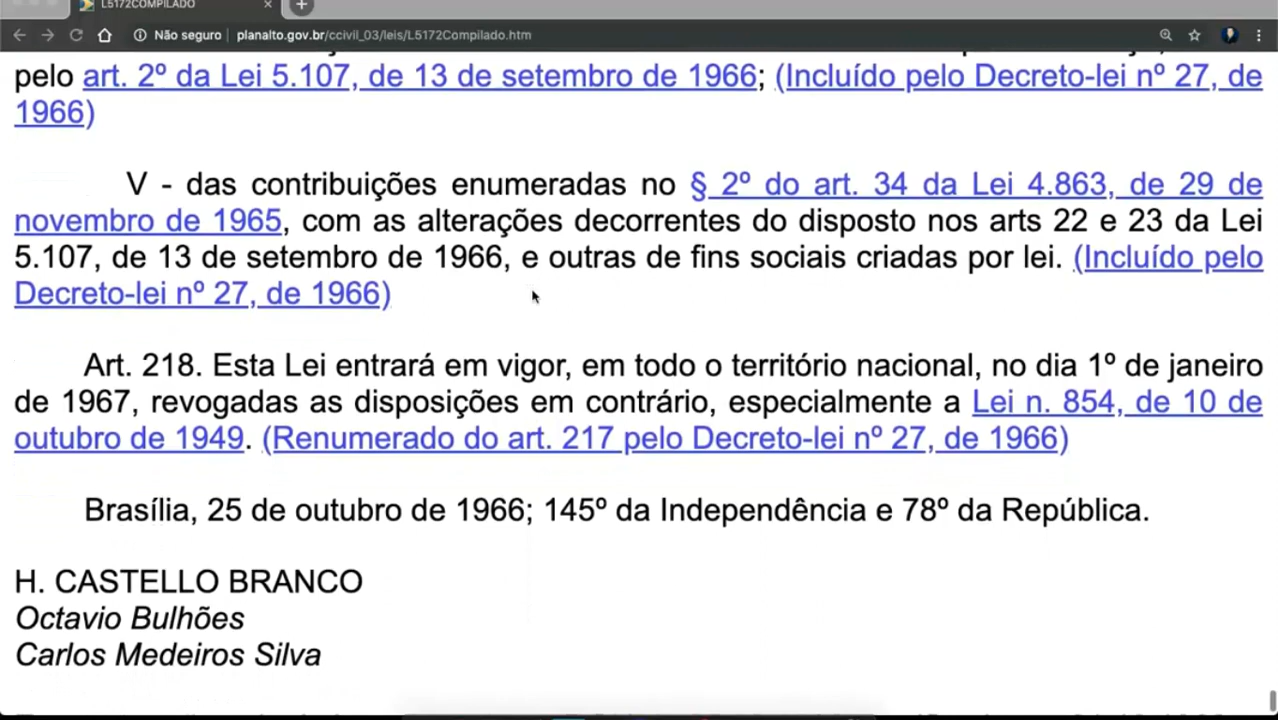 L5172COMPILADO
Não seguro planalto.gov.br/ccivil_03/leis/L5172Compilado.htm
pelo art. 2º da Lei 5.107, de 13 de setembro de 1966; (Incluído pelo Decreto-lei nº 27, de
1966)
V - das contribuições enumeradas no § 2º do art. 34 da Lei 4.863, de 29 de
novembro de 1965, com as alterações decorrentes do disposto nos arts 22 e 23 da Lei
5.107, de 13 de setembro de 1966, e outras de fins sociais criadas por lei. (Incluído pelo
Decreto-lei nº 27, de 1966)
Art. 218. Esta Lei entrará em vigor, em todo o território nacional, no dia 1º de janeiro
de 1967, revogadas as disposições em contrário, especialmente a Lei n. 854, de 10 de
outubro de 1949. (Renumerado do art. 217 pelo Decreto-lei nº 27, de 1966)
Brasília, 25 de outubro de 1966; 145º da Independência e 78º da República.
H. CASTELLO BRANCO
Octavio Bulhões
Carlos Medeiros Silva